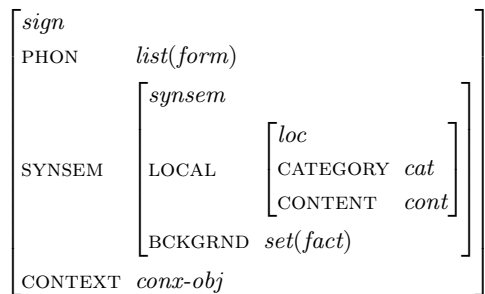 sign
PHON list(form)
synsem
loc
SYNSEM LOCAL CATEGORY cat
CONTENT cont
BCKGRND set(fact)
CONTEXT conx-obj